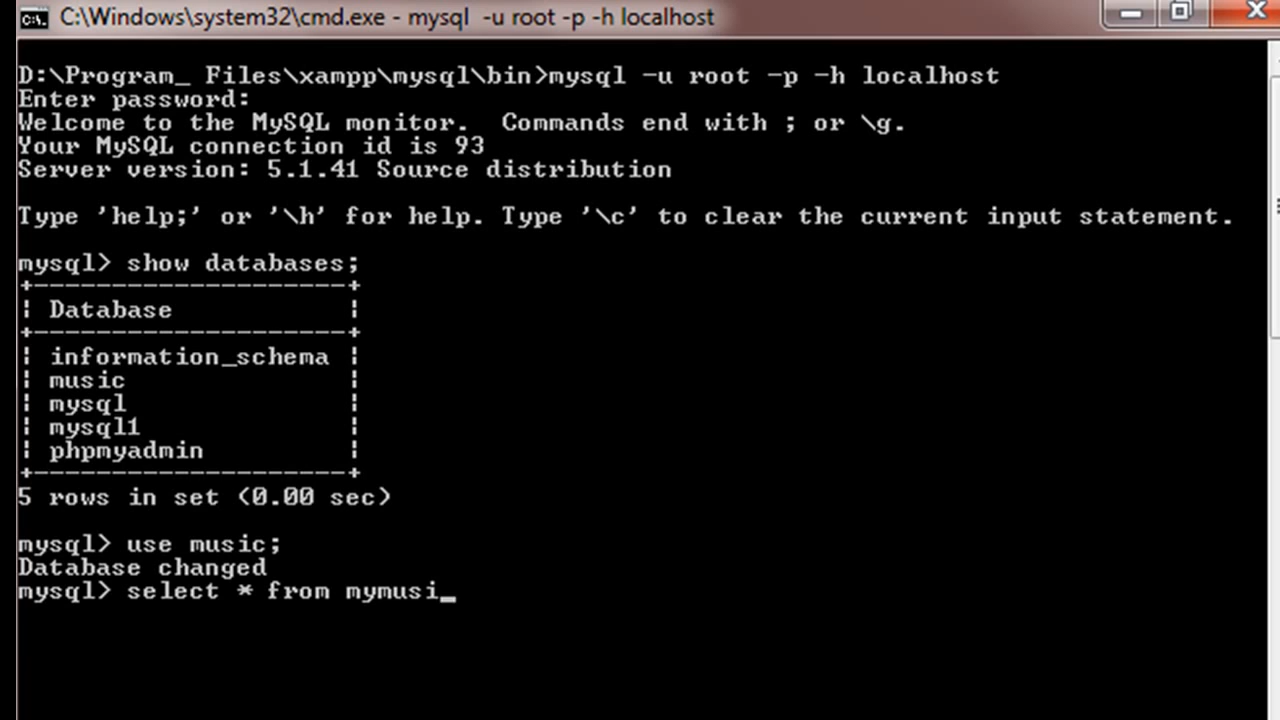 C:\Windows\system32\cmd.exe - mysql -u root -p -h localhost
D:\Program_ Files\xampp\mysql\bin>mysql -u root -p -h localhost
Enter password:
Welcome to the MySQL monitor.  Commands end with ; or \g.
Your MySQL connection id is 93
Server version: 5.1.41 Source distribution
Type 'help;' or '\h' for help. Type '\c' to clear the current input statement.
mysql> show databases;
+--------------------+
| Database           |
+--------------------+
| information_schema |
| music              |
| mysql              |
| mysql1             |
| phpmyadmin         |
+--------------------+
5 rows in set (0.00 sec)
mysql> use music;
Database changed
mysql> select * from mymusi_